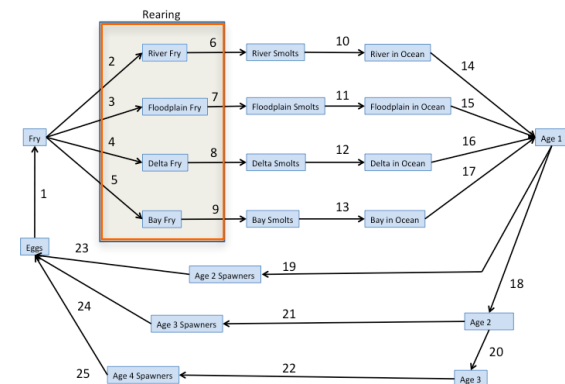 Rearing
River Fry
6
River Smolts
10
River in Ocean
2
14
3
Floodplain Fry
7
Floodplain Smolts
11
Floodplain in Ocean
15
Fry
Age 1
4
Delta Fry
8
Delta Smolts
12
Delta in Ocean
16
5
17
1
Bay Fry
9
Bay Smolts
13
Bay in Ocean
Eggs
23
Age 2 Spawners
19
18
24
Age 3 Spawners
21
Age 2
20
25
Age 4 Spawners
22
Age 3